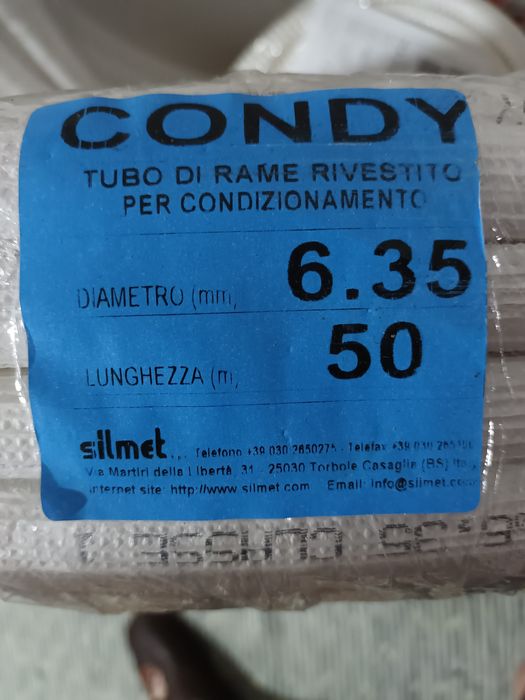 CONDY
TUBO DI RAME RIVESTITO
PER CONDIZIONAMENTO
DIAMETRO (mm) 6.35
LUNGHEZZA (m) 50
silmet Telefono +39 030 2650275 - Telefax +39 030
Via Martiri della Libertà, 31 - 25030 Torbole Casaglia (BS) Italy
Internet site: http://www.silmet.com Email: info@silmet.com